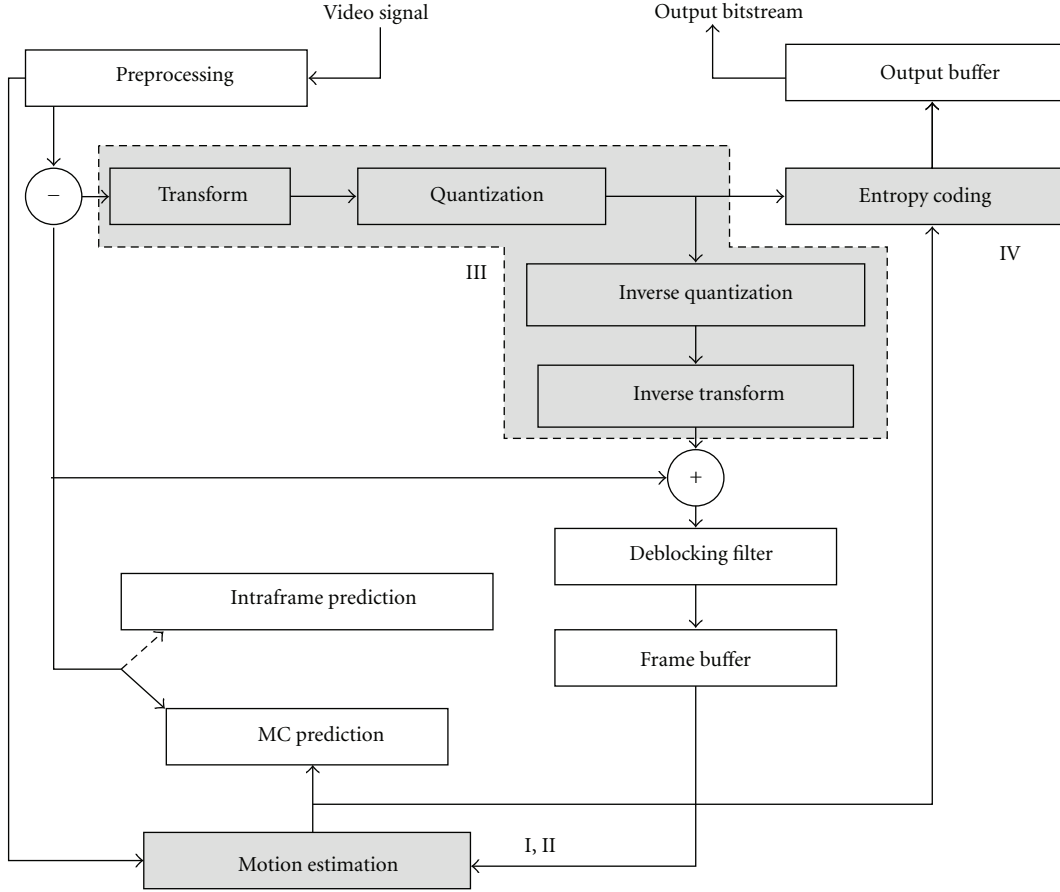 Video signal
Output bitstream
Preprocessing
Output buffer
−
Transform
Quantization
Entropy coding
III
IV
Inverse quantization
Inverse transform
+
Deblocking filter
Intraframe prediction
Frame buffer
MC prediction
I, II
Motion estimation